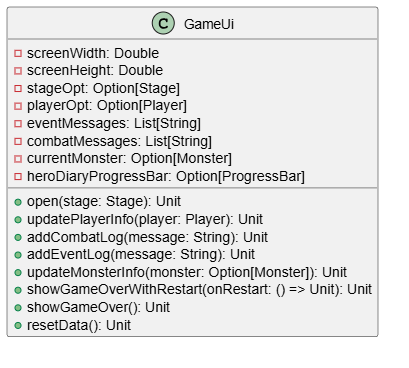 C GameUi
screenWidth: Double
screenHeight: Double
stageOpt: Option[Stage]
playerOpt: Option[Player]
eventMessages: List[String]
combatMessages: List[String]
currentMonster: Option[Monster]
heroDiaryProgressBar: Option[ProgressBar]
open(stage: Stage): Unit
updatePlayerInfo(player: Player): Unit
addCombatLog(message: String): Unit
addEventLog(message: String): Unit
updateMonsterInfo(monster: Option[Monster]): Unit
showGameOverWithRestart(onRestart: () => Unit): Unit
showGameOver(): Unit
resetData(): Unit